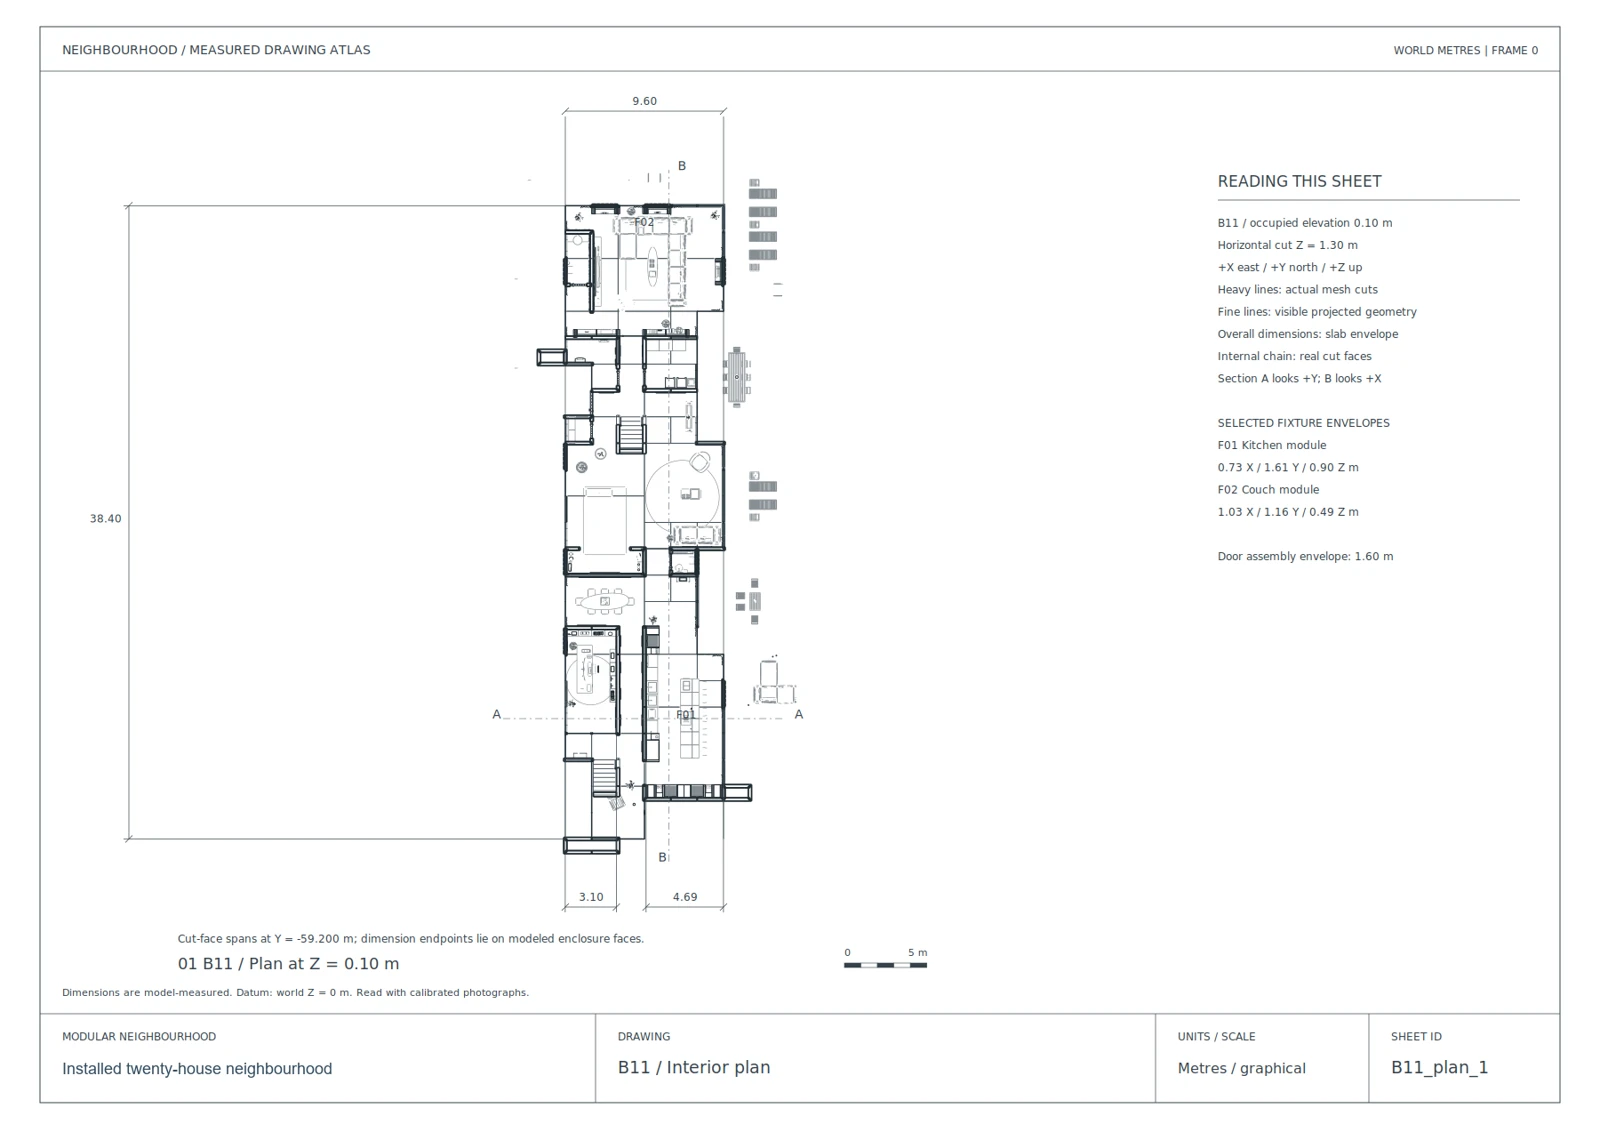 NEIGHBOURHOOD / MEASURED DRAWING ATLAS
WORLD METRES | FRAME 0
9.60
B
READING THIS SHEET
B11 / occupied elevation 0.10 m
Horizontal cut Z = 1.30 m
+X east / +Y north / +Z up
Heavy lines: actual mesh cuts
Fine lines: visible projected geometry
Overall dimensions: slab envelope
Internal chain: real cut faces
Section A looks +Y; B looks +X
SELECTED FIXTURE ENVELOPES
F01 Kitchen module
0.73 X / 1.61 Y / 0.90 Z m
F02 Couch module
1.03 X / 1.16 Y / 0.49 Z m
Door assembly envelope: 1.60 m
F02
38.40
A
F01
A
B
3.10
4.69
Cut-face spans at Y = -59.200 m; dimension endpoints lie on modeled enclosure faces.
01 B11 / Plan at Z = 0.10 m
0
5 m
Dimensions are model-measured. Datum: world Z = 0 m. Read with calibrated photographs.
MODULAR NEIGHBOURHOOD
Installed twenty-house neighbourhood
DRAWING
B11 / Interior plan
UNITS / SCALE
Metres / graphical
SHEET ID
B11_plan_1